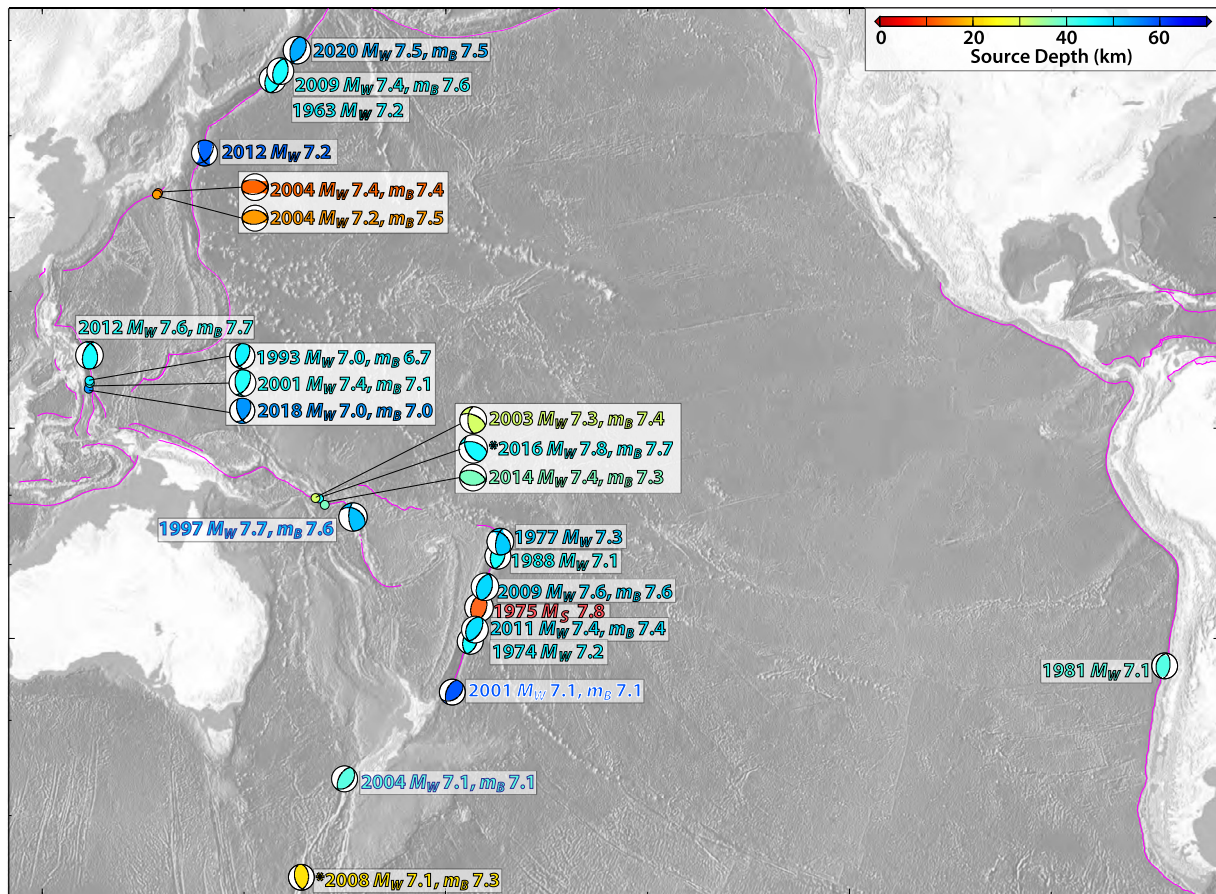 0 20 40 60
Source Depth (km)
2020 MW 7.5, mB 7.5
2009 MW 7.4, mB 7.6
1963 MW 7.2
2012 MW 7.2
2004 MW 7.4, mB 7.4
2004 MW 7.2, mB 7.5
2012 MW 7.6, mB 7.7
1993 MW 7.0, mB 6.7
2001 MW 7.4, mB 7.1
2018 MW 7.0, mB 7.0
2003 MW 7.3, mB 7.4
*2016 MW 7.8, mB 7.7
2014 MW 7.4, mB 7.3
1997 MW 7.7, mB 7.6
1977 MW 7.3
1988 MW 7.1
2009 MW 7.6, mB 7.6
1975 MS 7.8
2011 MW 7.4, mB 7.4
1974 MW 7.2
1981 MW 7.1
2001 MW 7.1, mB 7.1
2004 MW 7.1, mB 7.1
*2008 MW 7.1, mB 7.3